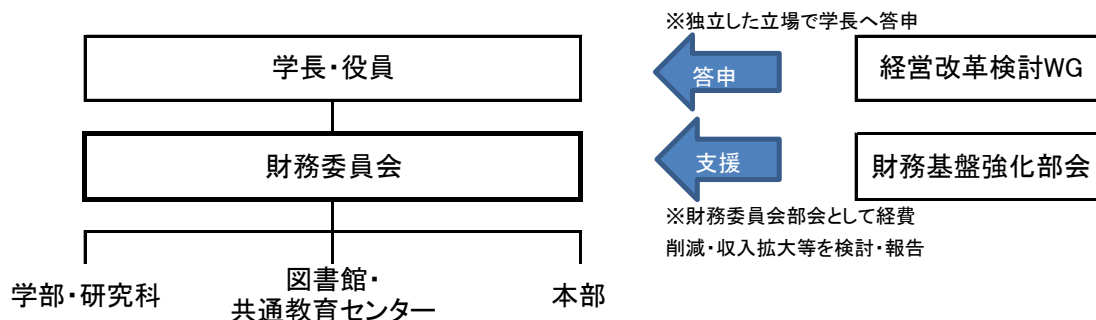 ※独立した立場で学長へ答申
学長・役員
答申
経営改革検討WG
財務委員会
支援
財務基盤強化部会
※財務委員会部会として経費
削減・収入拡大等を検討・報告
学部・研究科
図書館・
共通教育センター
本部